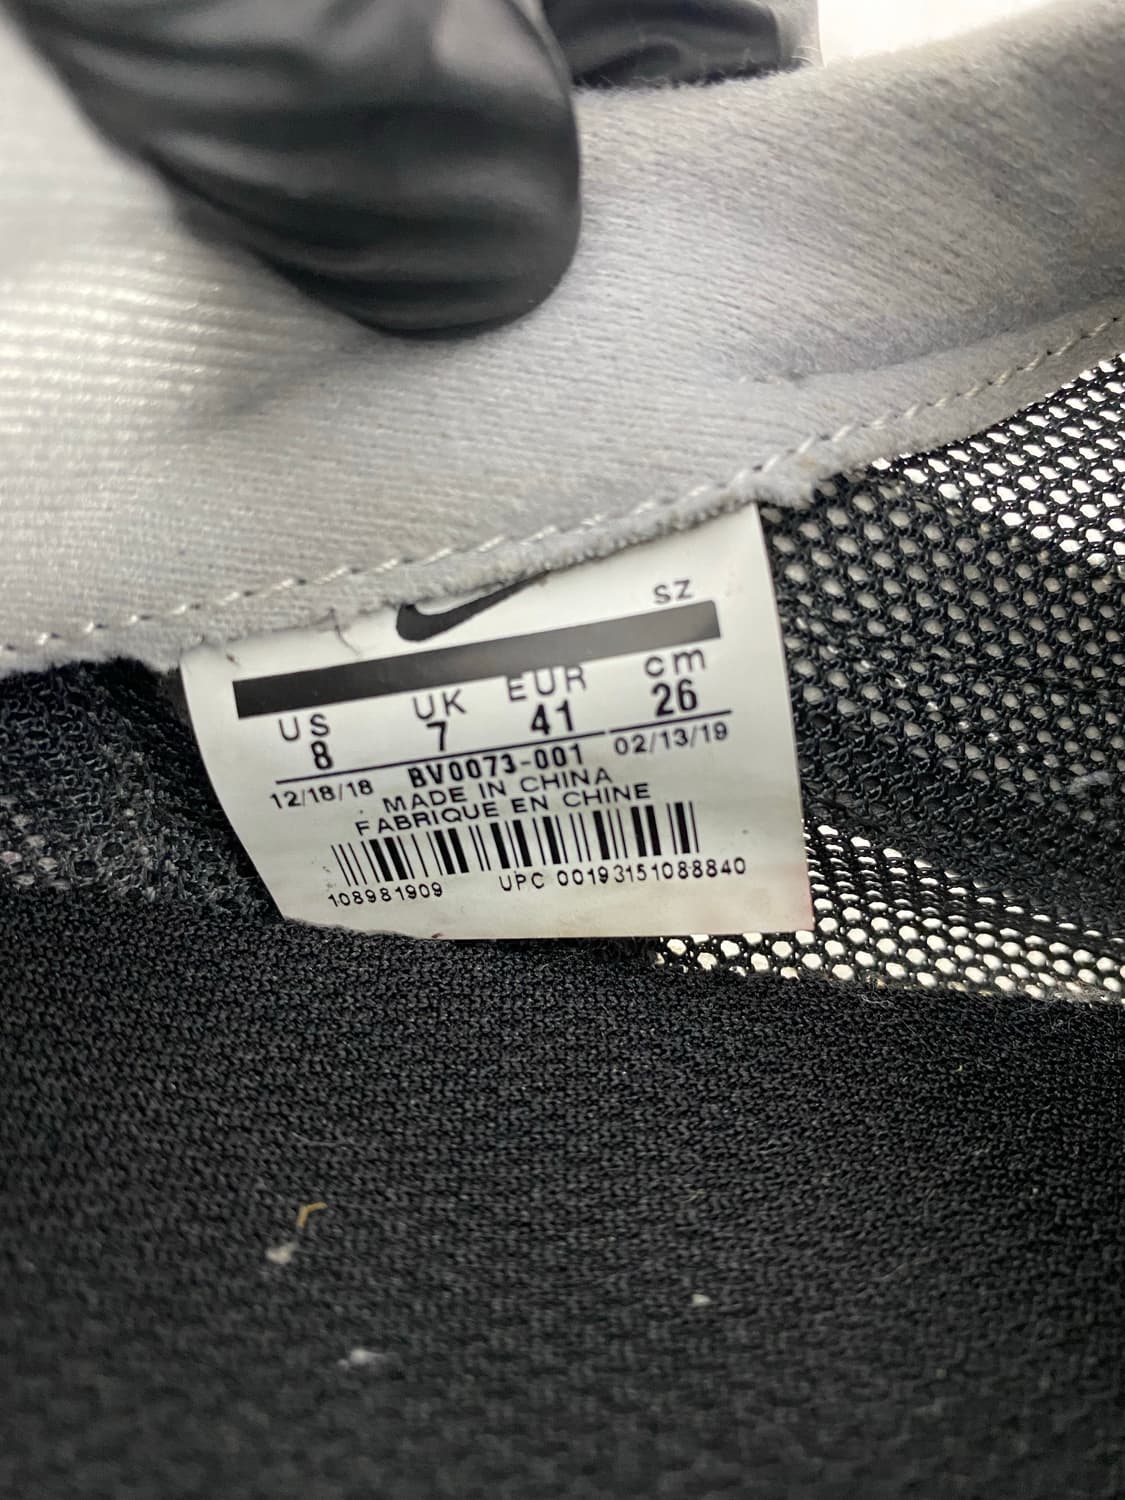 SZ
US UK EUR cm
8 7 41 26
12/18/18 BV0073-001 02/13/19
MADE IN CHINA
FABRIQUE EN CHINE
108981909 UPC 00193151088840